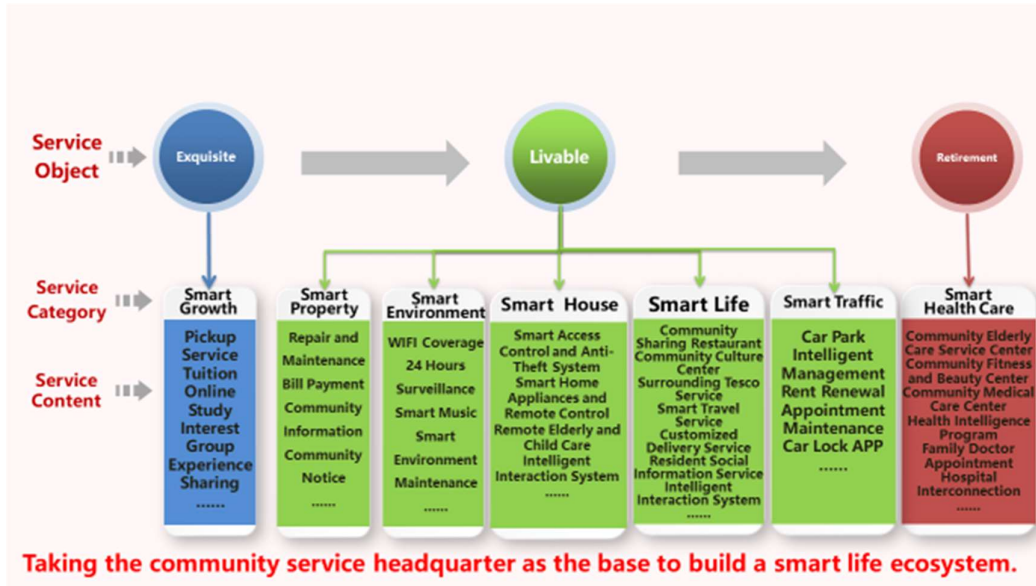 Service
Object
Exquisite
Livable
Retirement
Service
Category
Smart
Growth
Smart
Property
Smart
Environment
Smart House
Smart Life
Smart Traffic
Smart
Health Care
Service
Content
Pickup
Service
Tuition
Online
Study
Interest
Group
Experience
Sharing
......
Repair and
Maintenance
Bill Payment
Community
Information
Community
Notice
......
WIFI Coverage
24 Hours
Surveillance
Smart Music
Smart
Environment
Maintenance
......
Smart Access
Control and Anti-
Theft System
Smart Home
Appliances and
Remote Control
Remote Elderly and
Child Care
Intelligent
Interaction System
......
Community
Sharing Restaurant
Community Culture
Center
Surrounding Tesco
Service
Smart Travel
Service
Customized
Delivery Service
Resident Social
Information Service
Intelligent
Interaction System
......
Car Park
Intelligent
Management
Rent Renewal
Appointment
Maintenance
Car Lock APP
......
Community Elderly
Care Service Center
Community Fitness
and Beauty Center
Community Medical
Care Center
Health Intelligence
Program
Family Doctor
Appointment
Hospital
Interconnection
......
Taking the community service headquarter as the base to build a smart life ecosystem.